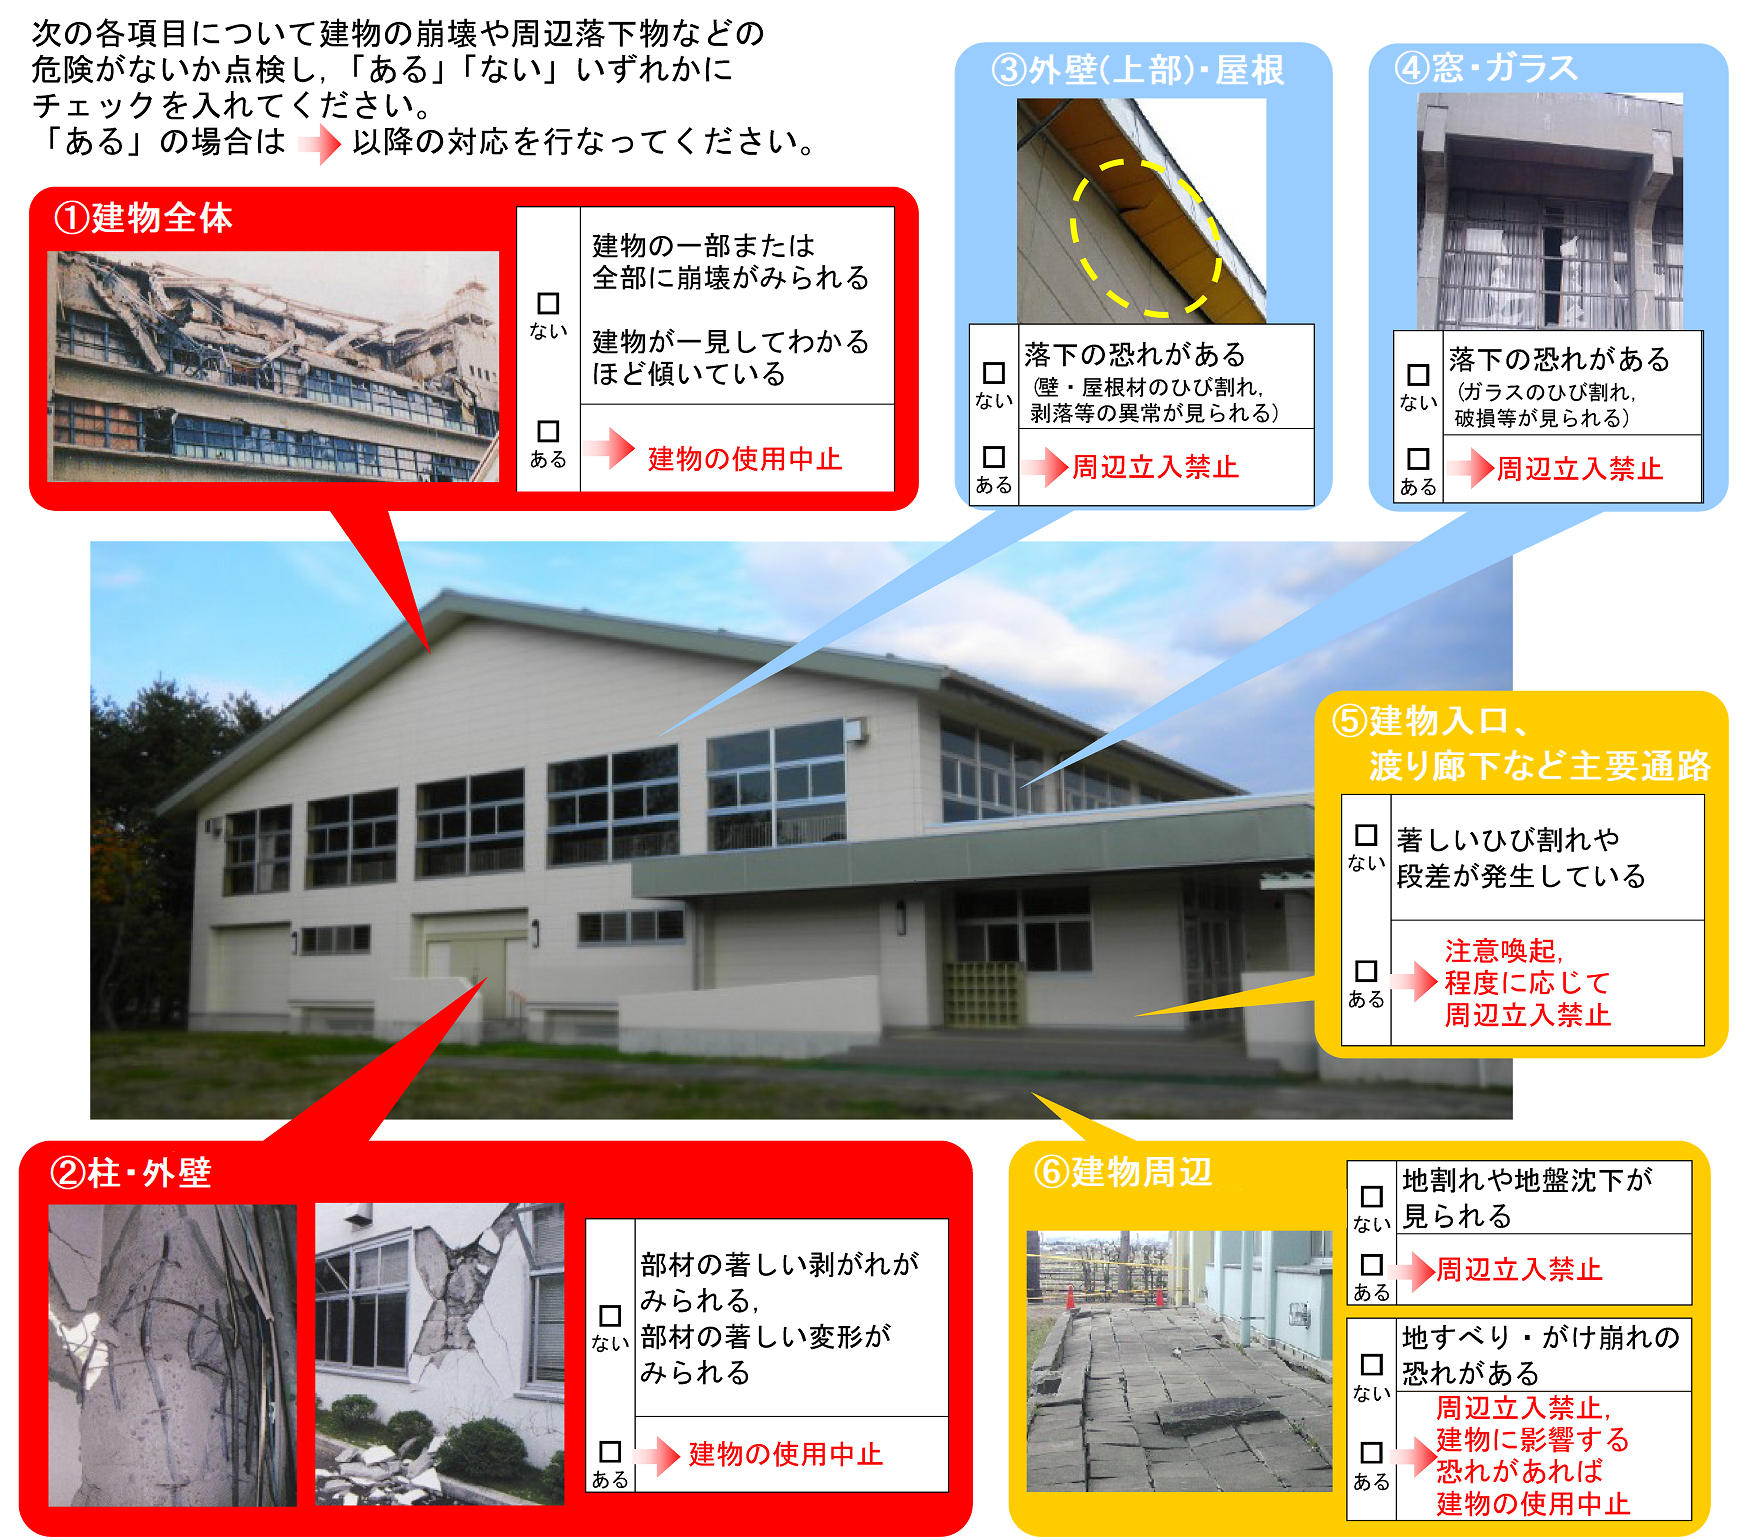 次の各項目について建物の崩壊や周辺落下物などの
危険がないか点検し,「ある」「ない」いずれかに
チェックを入れてください。
「ある」の場合は 以降の対応を行なってください。
①建物全体
建物の一部または
全部に崩壊がみられる
建物が一見してわかる
ほど傾いている
□
ない
□
ある
建物の使用中止
③外壁(上部)・屋根
落下の恐れがある
(壁・屋根材のひび割れ,
剥落等の異常が見られる)
□
ない
□
ある
周辺立入禁止
④窓・ガラス
落下の恐れがある
(ガラスのひび割れ,
破損等が見られる)
□
ない
□
ある
周辺立入禁止
⑤建物入口、
渡り廊下など主要通路
著しいひび割れや
段差が発生している
□
ない
□
ある
注意喚起,
程度に応じて
周辺立入禁止
②柱・外壁
部材の著しい剥がれが
みられる,
部材の著しい変形が
みられる
□
ない
□
ある
建物の使用中止
⑥建物周辺
地割れや地盤沈下が
見られる
□
ない
□
ある
周辺立入禁止
地すべり・がけ崩れの
恐れがある
□
ない
□
ある
周辺立入禁止,
建物に影響する
恐れがあれば
建物の使用中止